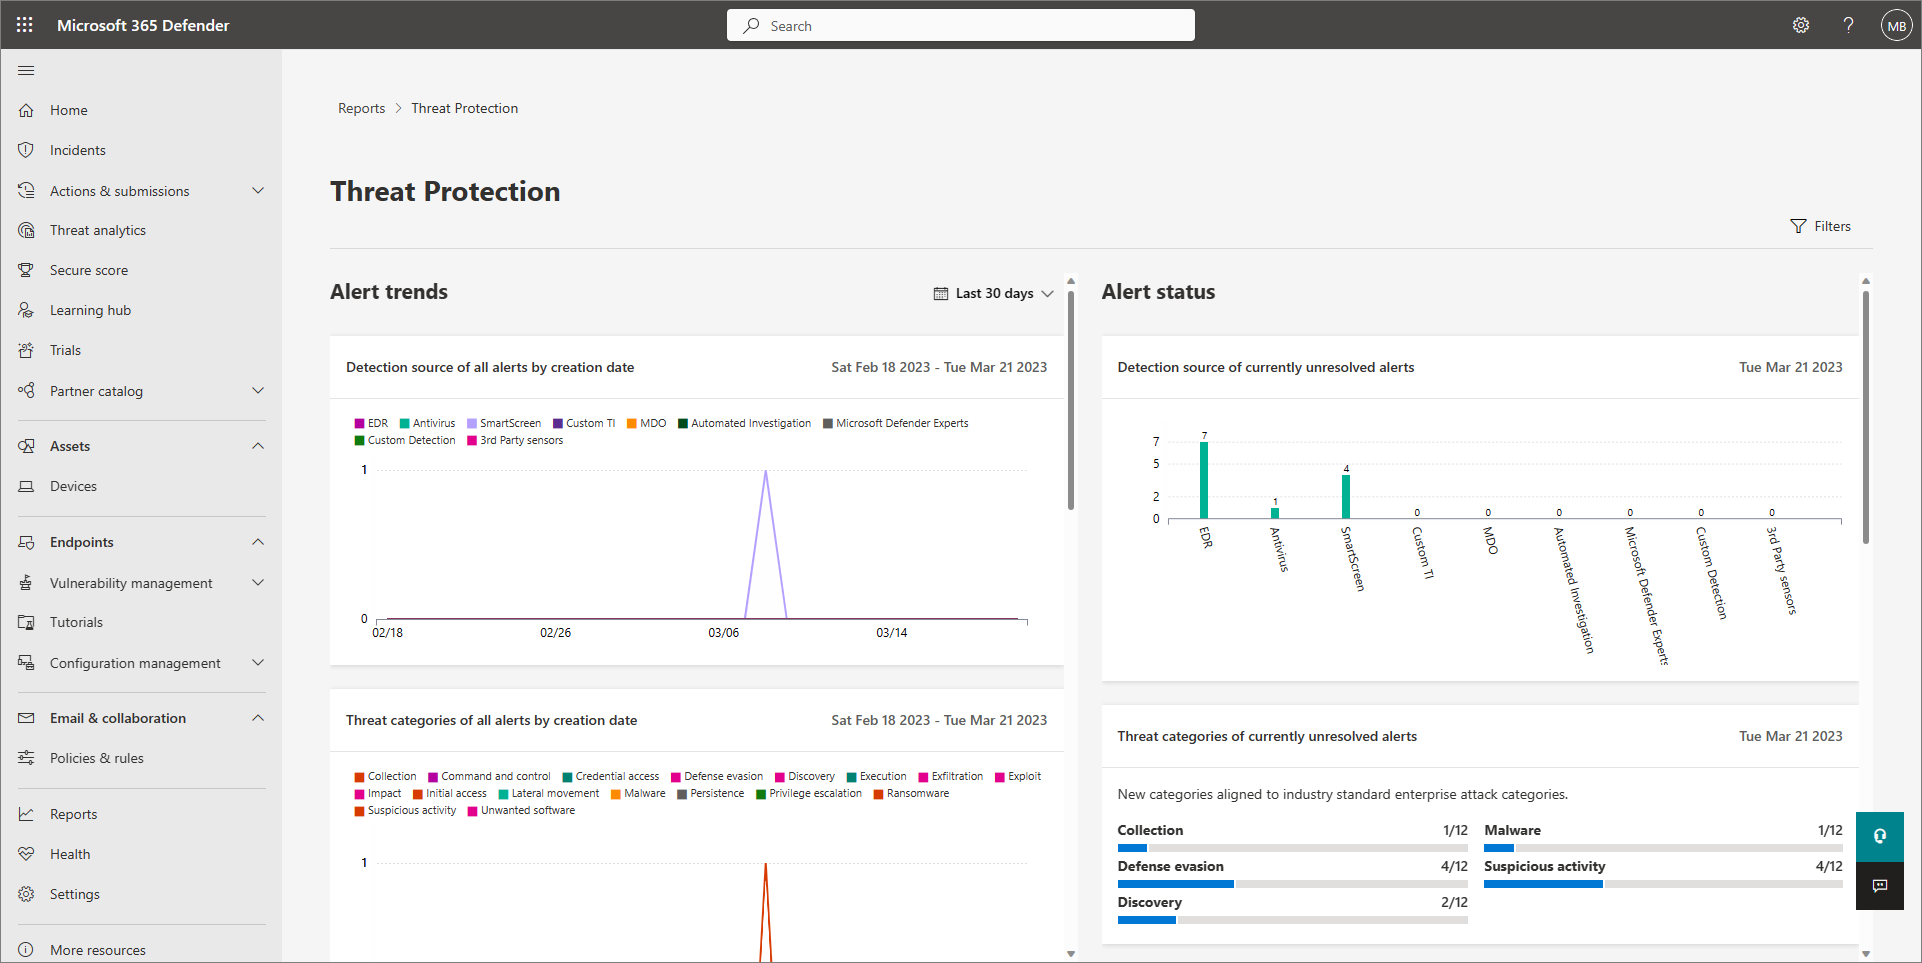 Microsoft 365 Defender
Search
MB
Home
Incidents
Actions & submissions
Threat analytics
Secure score
Learning hub
Trials
Partner catalog
Assets
Devices
Endpoints
Vulnerability management
Tutorials
Configuration management
Email & collaboration
Policies & rules
Reports
Health
Settings
More resources
Reports > Threat Protection
Threat Protection
Filters
Alert trends
Last 30 days
Detection source of all alerts by creation date
Sat Feb 18 2023 - Tue Mar 21 2023
EDR Antivirus SmartScreen Custom TI MDO Automated Investigation Microsoft Defender Experts
Custom Detection 3rd Party sensors
1
0
02/18 02/26 03/06 03/14
Threat categories of all alerts by creation date
Sat Feb 18 2023 - Tue Mar 21 2023
Collection Command and control Credential access Defense evasion Discovery Execution Exfiltration Exploit
Impact Initial access Lateral movement Malware Persistence Privilege escalation Ransomware
Suspicious activity Unwanted software
1
Alert status
Detection source of currently unresolved alerts
Tue Mar 21 2023
7
5
2
0
7 1 4 0 0 0 0 0 0
EDR
Antivirus
SmartScreen
Custom TI
MDO
Automated Investigation
Microsoft Defender Experts
Custom Detection
3rd Party sensors
Threat categories of currently unresolved alerts
Tue Mar 21 2023
New categories aligned to industry standard enterprise attack categories.
Collection 1/12
Malware 1/12
Defense evasion 4/12
Suspicious activity 4/12
Discovery 2/12